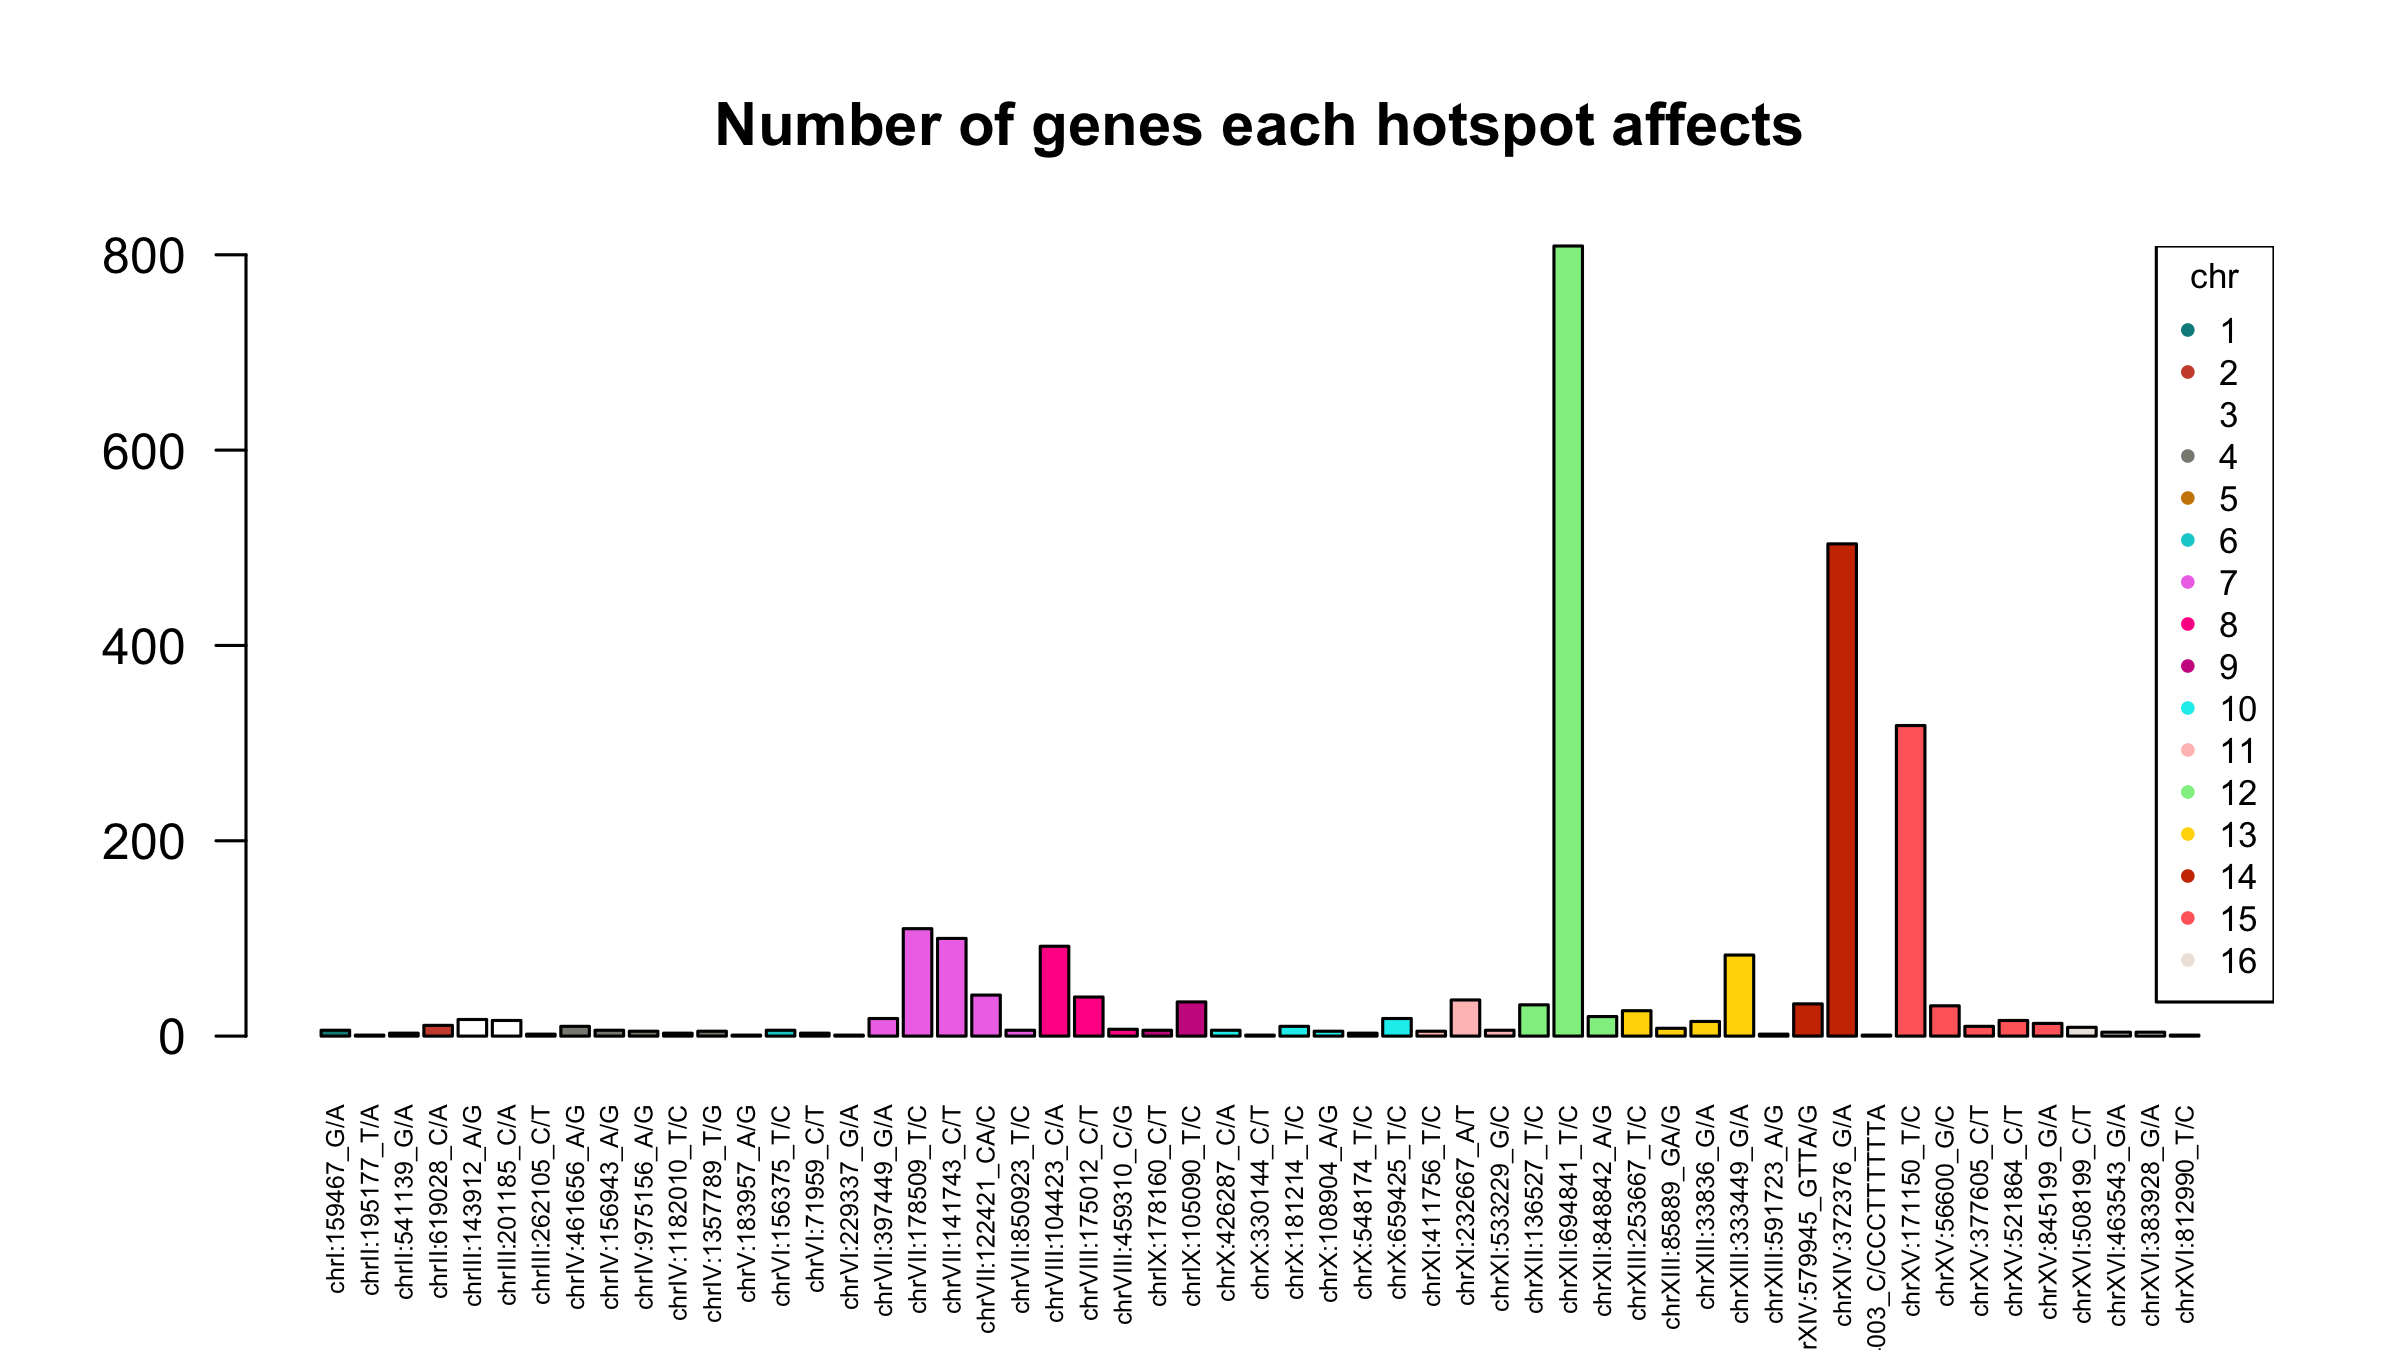 Number of genes each hotspot affects
800
600
400
200
0
chr
1
2
3
4
5
6
7
8
9
10
11
12
13
14
15
16
chrI:159467_G/A
chrII:195177_T/A
chrII:541139_G/A
chrII:619028_C/A
chrIII:143912_A/G
chrIII:201185_C/A
chrIII:262105_C/T
chrIV:461656_A/G
chrIV:156943_A/G
chrIV:975156_A/G
chrIV:1182010_T/C
chrIV:1357789_T/G
chrV:183957_A/G
chrVI:156375_T/C
chrVI:71959_C/T
chrVI:229337_G/A
chrVII:397449_G/A
chrVII:178509_T/C
chrVII:141743_C/T
chrVII:122421_CA/C
chrVII:850923_T/C
chrVIII:104423_C/A
chrVIII:175012_C/T
chrVIII:459310_C/G
chrIX:178160_C/T
chrIX:105090_T/C
chrX:426287_C/A
chrX:330144_C/T
chrX:181214_T/C
chrX:108904_A/G
chrX:548174_T/C
chrX:659425_T/C
chrXI:411756_T/C
chrXI:232667_A/T
chrXI:533229_G/C
chrXII:136527_T/C
chrXII:694841_T/C
chrXII:848842_A/G
chrXIII:253667_T/C
chrXIII:85889_GA/G
chrXIII:33836_G/A
chrXIII:333449_G/A
chrXIII:591723_A/G
rXIV:579945_GTTA/G
chrXIV:372376_G/A
003_C/CCCTTTTTA
chrXV:171150_T/C
chrXV:56600_G/C
chrXV:377605_C/T
chrXV:521864_C/T
chrXV:845199_G/A
chrXVI:508199_C/T
chrXVI:463543_G/A
chrXVI:383928_G/A
chrXVI:812990_T/C